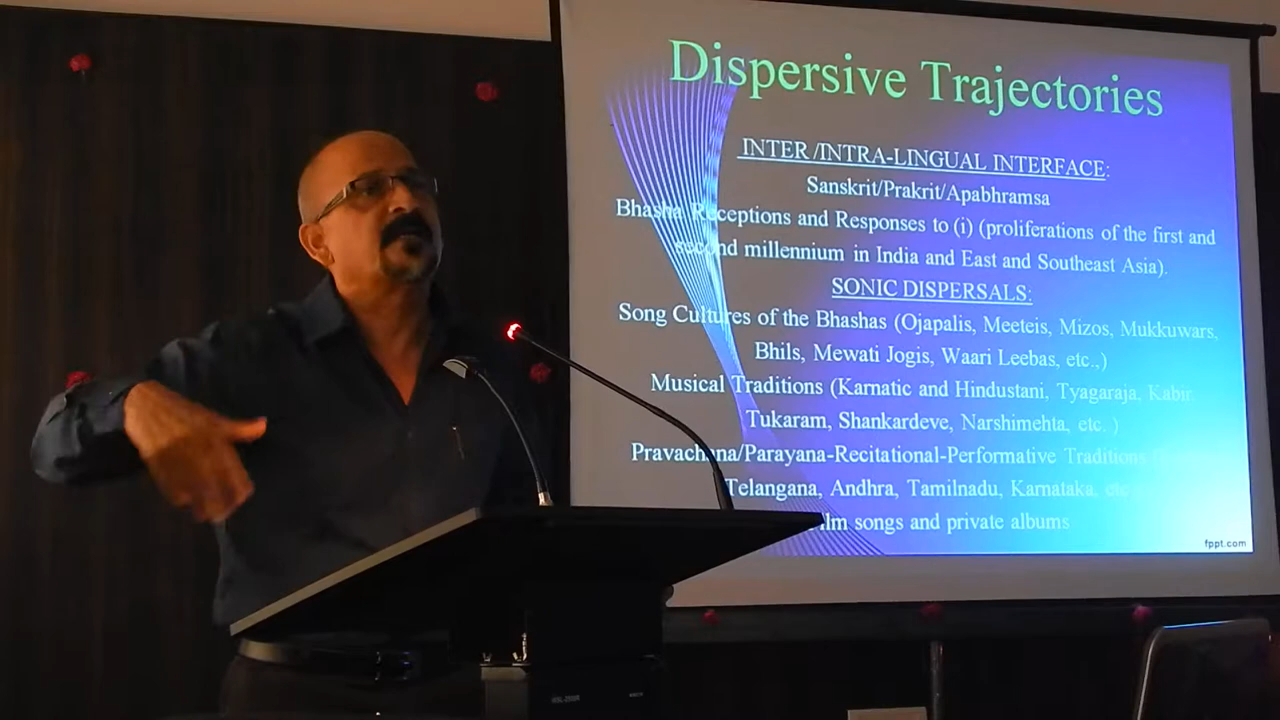 Dispersive Trajectories
INTER /INTRA-LINGUAL INTERFACE:
Sanskrit/Prakrit/Apabhramsa
Bhasha Receptions and Responses to (i) (proliferations of the first and
second millennium in India and East and Southeast Asia).
SONIC DISPERSALS:
Song Cultures of the Bhashas (Ojapalis, Meeteis, Mizos, Mukkuwars,
Bhils, Mewati Jogis, Waari Leebas, etc.,)
Musical Traditions (Karnatic and Hindustani, Tyagaraja, Kabir
Tukaram, Shankardeve, Narshimehta, etc. )
Pravachana/Parayana-Recitational-Performative Traditions
Telangana, Andhra, Tamilnadu, Karnataka, etc
songs and private albums
fppt.com